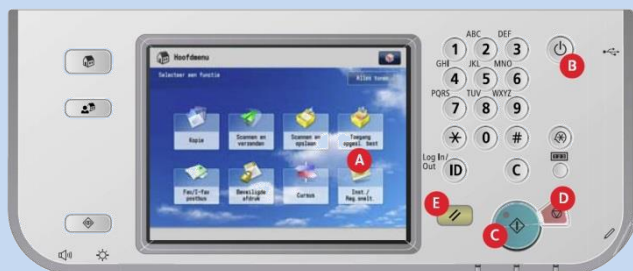 Hoofdmenu
Selecteer een functie
Alles tonen
Kopie
Scannen en
verzenden
Scannen en
opslaan
Toegang
opgesl. best
Fax/I-fax
postbus
Beveiligde
afdruk
Cursus
Inst./
Reg.snelt.
A
ABC DEF
1 2 3
GHI JKL MNO
4 5 6
PQRS TUV WXYZ
7 8 9
* 0 #
Log In/
Out
ID
C
B
E
C
D